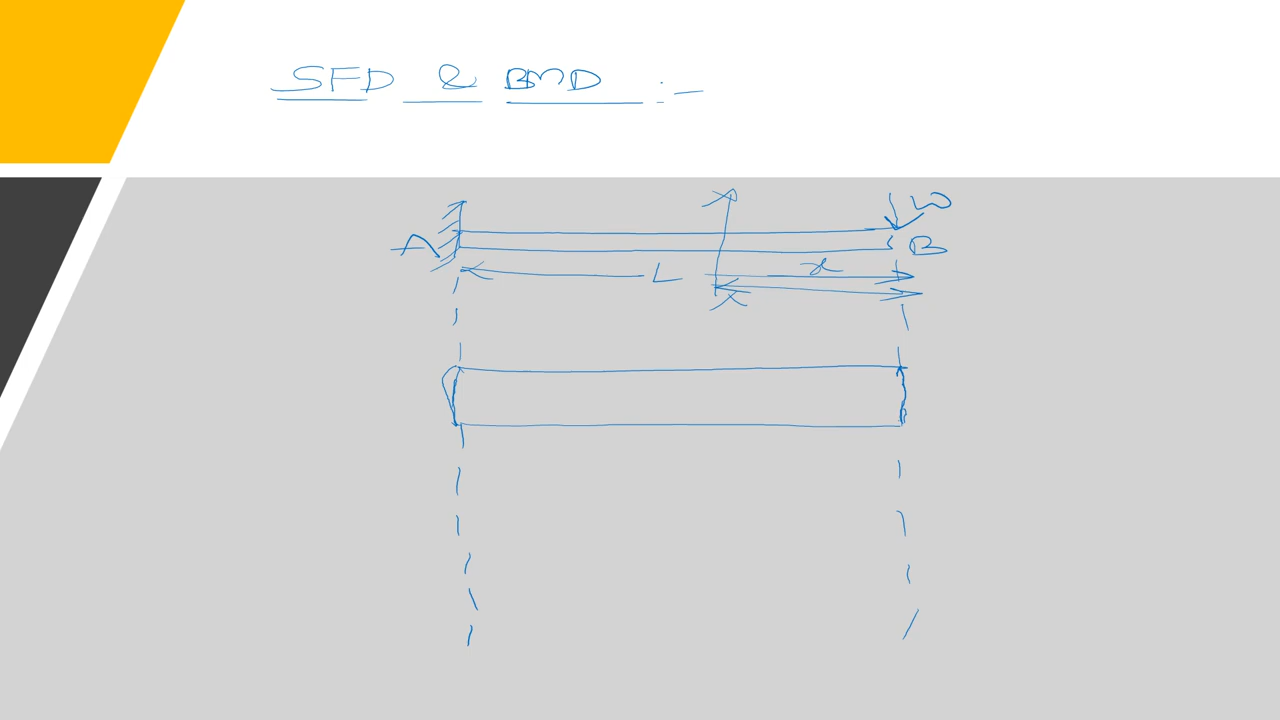 SFD & BMD :-
X W
A B
x
L
X